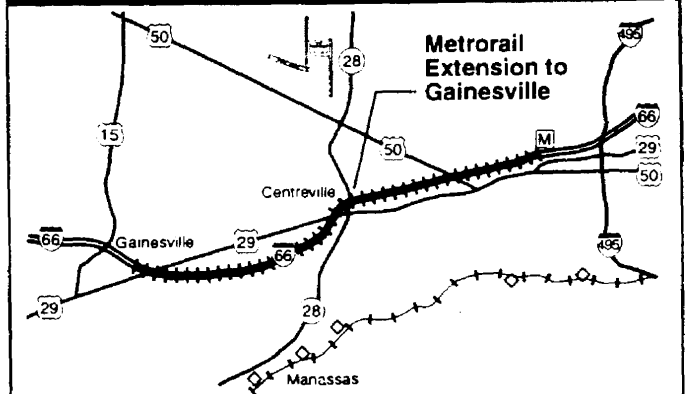 50
28
495
Metrorail
Extension to
Gainesville
66
15
M
29
50
50
Centreville
66
Gainesville
29
66
495
29
28
Manassas